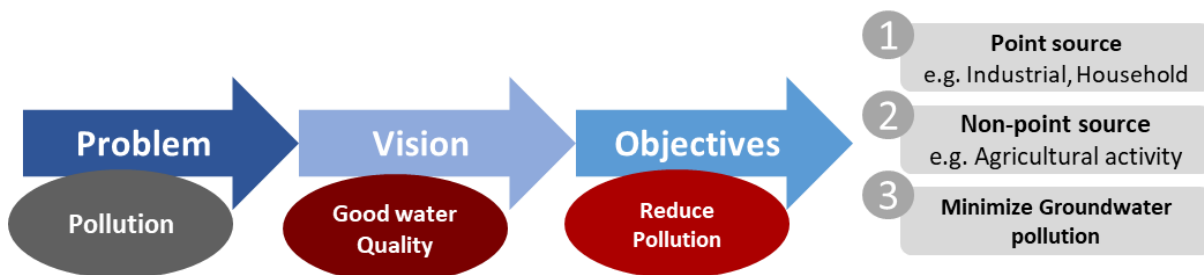 Problem
Pollution
Vision
Good water
Quality
Objectives
Reduce
Pollution
1
Point source
e.g. Industrial, Household
2
Non-point source
e.g. Agricultural activity
3
Minimize Groundwater
pollution